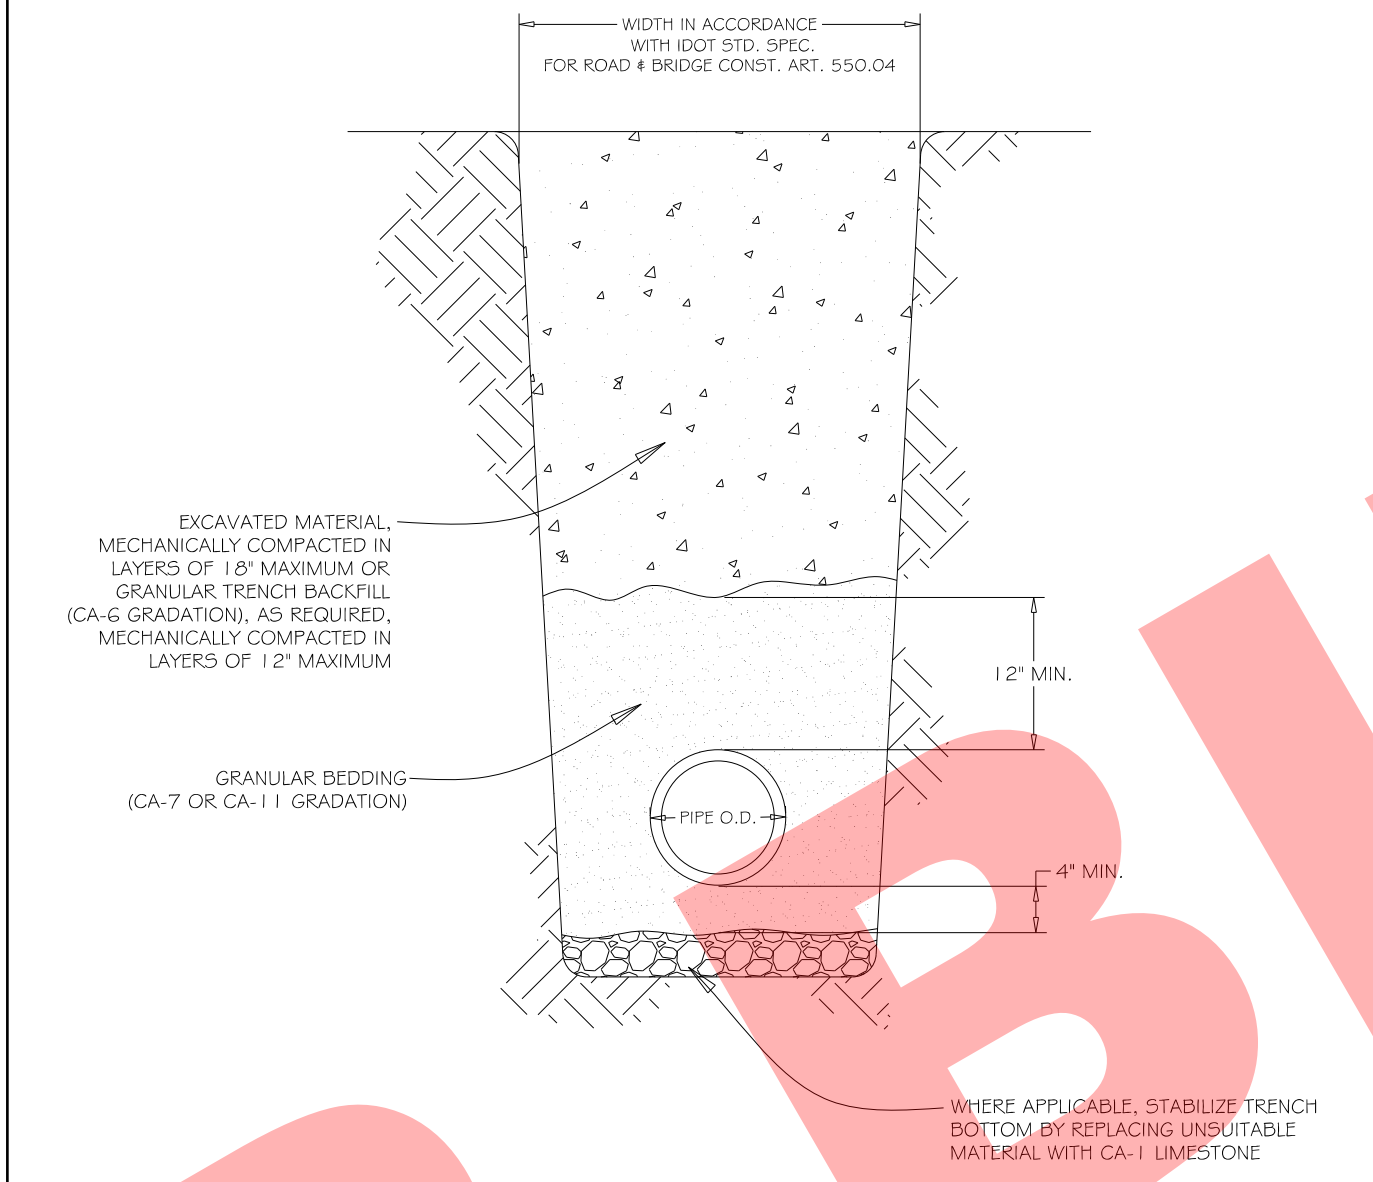 WIDTH IN ACCORDANCE
WITH IDOT STD. SPEC.
FOR ROAD & BRIDGE CONST. ART. 550.04
EXCAVATED MATERIAL,
MECHANICALLY COMPACTED IN
LAYERS OF 18" MAXIMUM OR
GRANULAR TRENCH BACKFILL
(CA-6 GRADATION), AS REQUIRED,
MECHANICALLY COMPACTED IN
LAYERS OF 12" MAXIMUM
12" MIN.
GRANULAR BEDDING
(CA-7 OR CA-11 GRADATION)
PIPE O.D.
4" MIN.
WHERE APPLICABLE, STABILIZE TRENCH
BOTTOM BY REPLACING UNSUITABLE
MATERIAL WITH CA-1 LIMESTONE